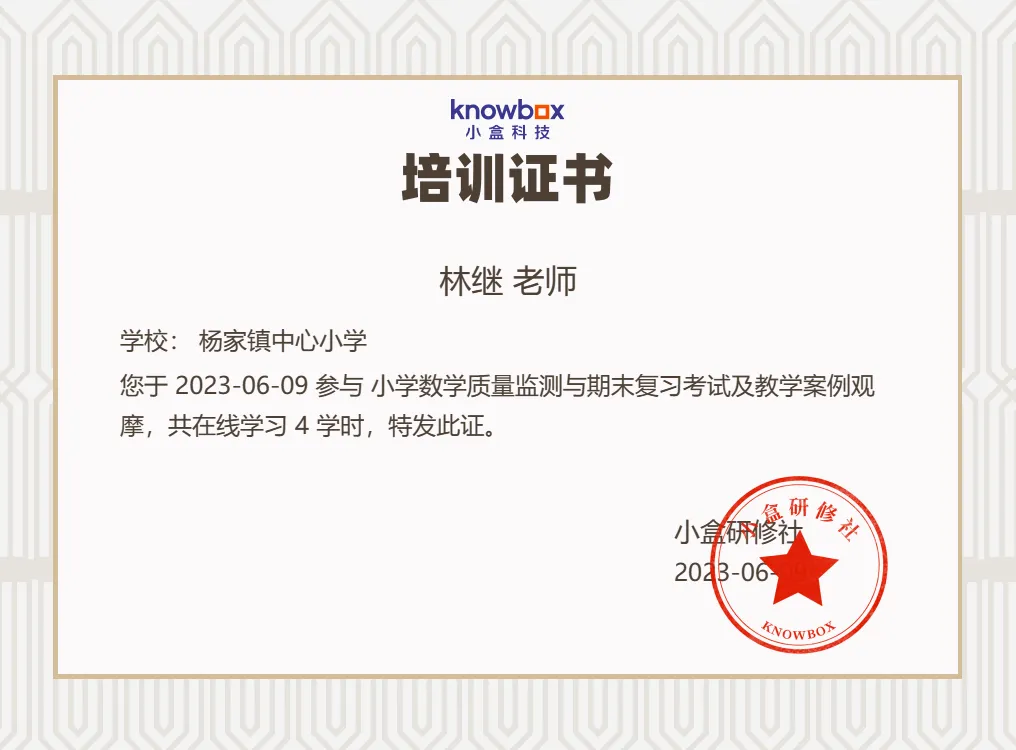 knowbox
小盒科技
培训证书
林继 老师
学校： 杨家镇中心小学
您于 2023-06-09 参与 小学数学质量监测与期末复习考试及教学案例观
摩，共在线学习 4 学时，特发此证。
小盒研修社
2023-06-09
小盒研修社
KNOWBOX